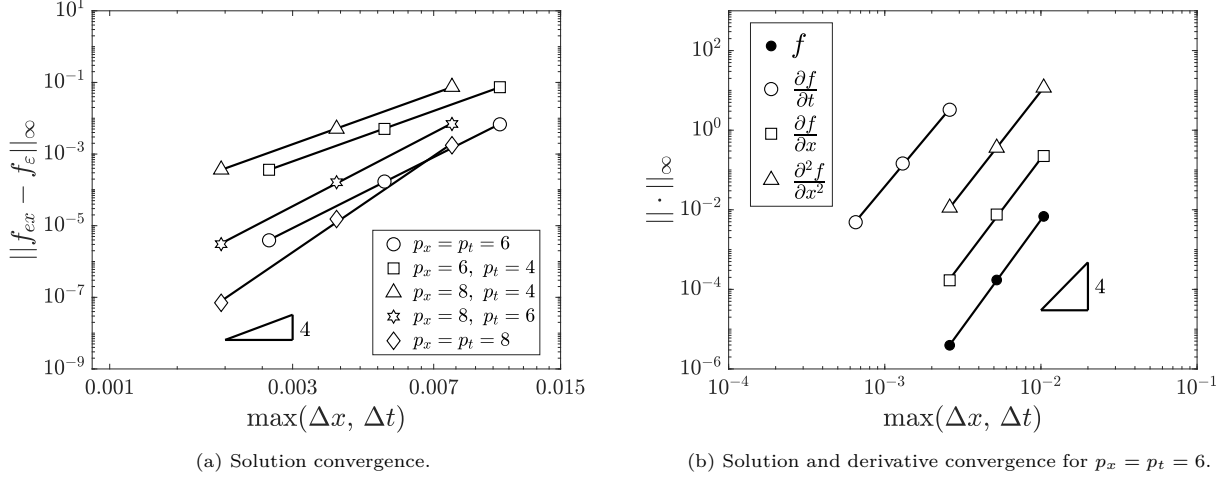 10^1
10^-1
10^-3
10^-5
10^-7
10^-9
||f_{ex} − f_ε||_∞
p_x = p_t = 6
p_x = 6, p_t = 4
p_x = 8, p_t = 4
p_x = 8, p_t = 6
p_x = p_t = 8
4
0.001 0.003 0.007 0.015
max(Δx, Δt)
(a) Solution convergence.
10^2
10^0
10^-2
10^-4
10^-6
|| · ||_∞
f
∂f/∂t
∂f/∂x
∂²f/∂x²
4
10^-4 10^-3 10^-2 10^-1
max(Δx, Δt)
(b) Solution and derivative convergence for p_x = p_t = 6.